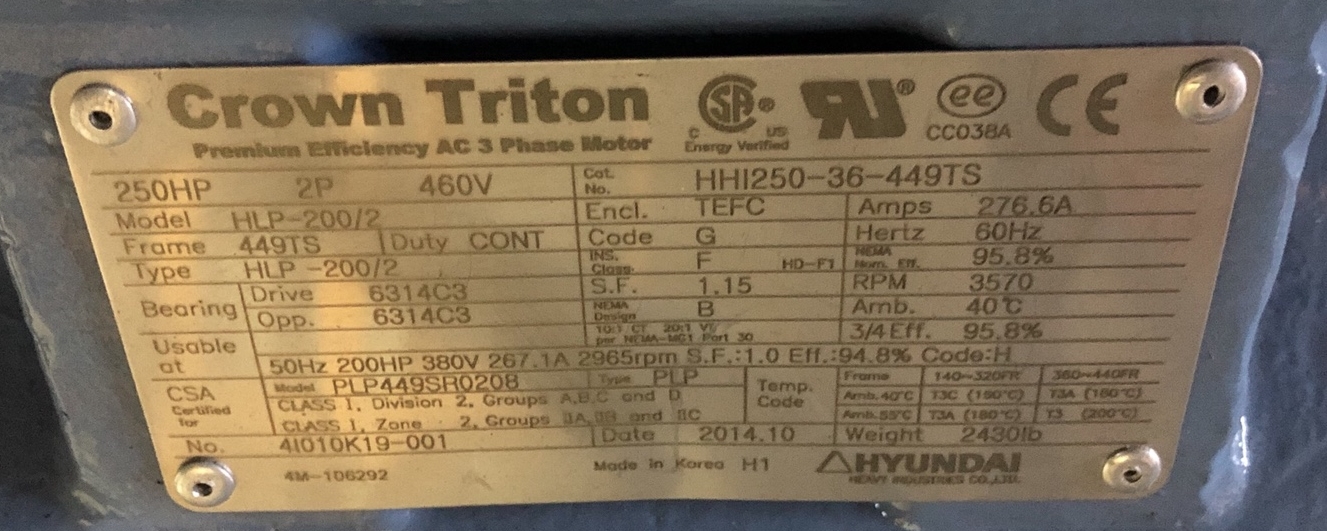 Crown Triton
Premium Efficiency AC 3 Phase Motor
SA ® C US Energy Verified
RU ®
ee CC038A
CE
250HP 2P 460V Cat. No. HHI250-36-449TS
Model HLP-200/2 Encl. TEFC Amps 276.6A
Frame 449TS Duty CONT Code G Hertz 60Hz
Type HLP -200/2 INS. Class. F HD-F1 NEMA Nom. Eff. 95.8%
Bearing Drive 6314C3 S.F. 1.15 RPM 3570
Opp. 6314C3 NEMA Design B Amb. 40℃
10:1 CT 20:1 VT per NEMA-MG1 Part 30 3/4 Eff. 95.8%
Usable at 50Hz 200HP 380V 267.1A 2965rpm S.F.:1.0 Eff.:94.8% Code:H
CSA Certified for Model PLP449SR0208 Type PLP Temp. Code Frame 140~320FR 360~440FR
CLASS I, Division 2, Groups A,B,C and D Amb.40℃ T3C (160℃) T3A (180℃)
CLASS I, Zone 2, Groups IIA,IIB and IIC Amb.55℃ T3A (180℃) T3 (200℃)
No. 4I010K19-001 Date 2014.10 Weight 2430lb
4M-106292 Made in Korea H1 HYUNDAI
HEAVY INDUSTRIES CO.,LTD.